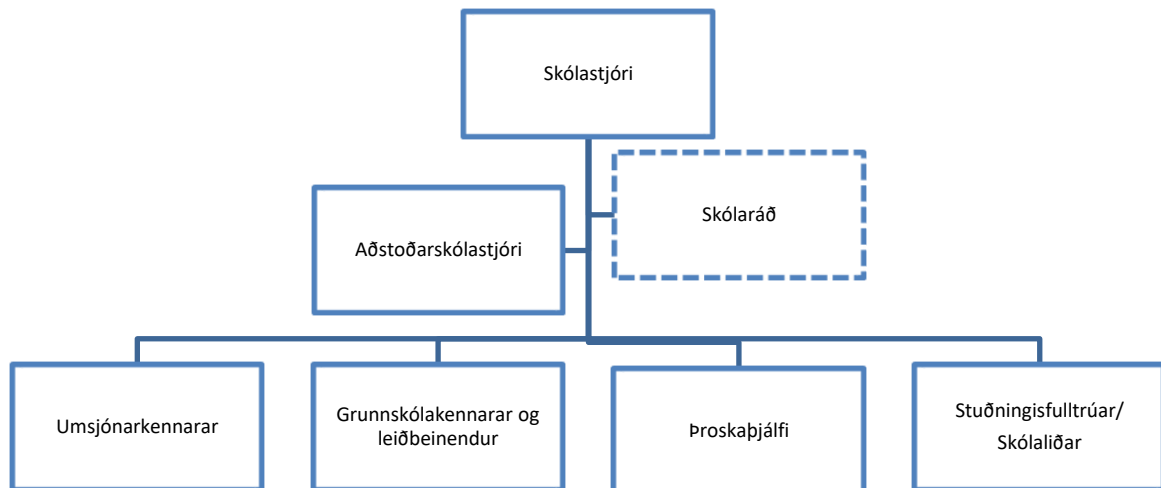 Skólastjóri
Skólaráð
Aðstoðarskólastjóri
Umsjónarkennarar
Grunnskólakennarar og
leiðbeinendur
Þroskaþjálfi
Stuðningisfulltrúar/
Skólaliðar